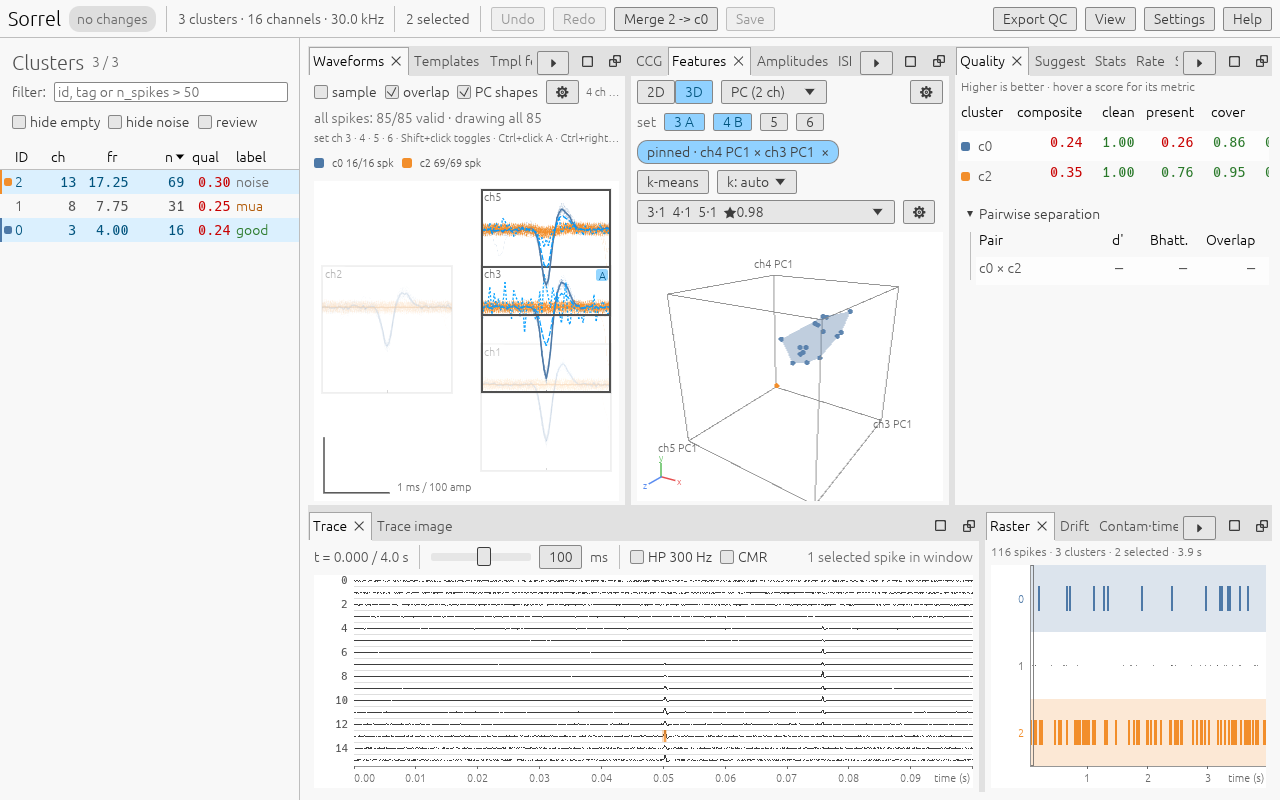 Sorrel no changes 3 clusters · 16 channels · 30.0 kHz 2 selected Undo Redo Merge 2 -> c0 Save Export QC View Settings Help
Clusters 3 / 3
filter: id, tag or n_spikes > 50
hide empty hide noise review
ID ch fr n▼ qual label
2 13 17.25 69 0.30 noise
1 8 7.75 31 0.25 mua
0 3 4.00 16 0.24 good
Waveforms × Templates Tmpl f
sample overlap PC shapes 4 ch ...
all spikes: 85/85 valid · drawing all 85
set ch 3 · 4 · 5 · 6 · Shift+click toggles · Ctrl+click A · Ctrl+right...
c0 16/16 spk c2 69/69 spk
ch5
ch3 A
ch2
ch1
1 ms / 100 amp
CCG Features × Amplitudes ISI
2D 3D PC (2 ch) ▼
set 3 A 4 B 5 6
pinned · ch4 PC1 × ch3 PC1 ×
k-means k: auto ▼
3·1 4·1 5·1 ★0.98 ▼
ch4 PC1
ch3 PC1
ch5 PC1
y
x
z
Quality × Suggest Stats Rate
Higher is better · hover a score for its metric
cluster composite clean present cover
c0 0.24 1.00 0.26 0.86
c2 0.35 1.00 0.76 0.95
▼ Pairwise separation
Pair d' Bhatt. Overlap
c0 × c2 – – –
Trace × Trace image
t = 0.000 / 4.0 s 100 ms HP 300 Hz CMR 1 selected spike in window
0
2
4
6
8
10
12
14
0.00 0.01 0.02 0.03 0.04 0.05 0.06 0.07 0.08 0.09 time (s)
Raster × Drift Contam-time
116 spikes · 3 clusters · 2 selected · 3.9 s
0
1
2
1 2 3 time (s)